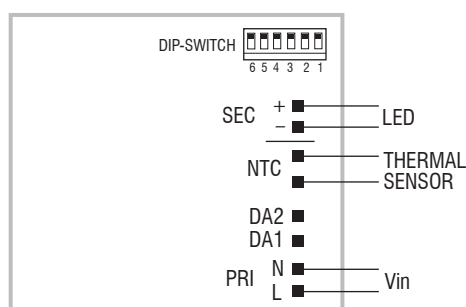 DIP-SWITCH
6 5 4 3 2 1
SEC + LED
−
NTC THERMAL
SENSOR
DA2
DA1
PRI N Vin
L